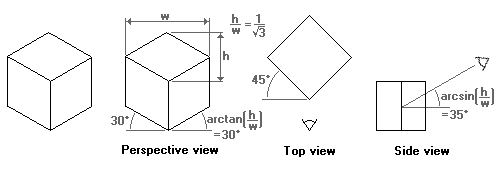 w
h/w = 1/√3
h
45°
30°
arctan(h/w)
=30°
arcsin(h/w)
=35°
Perspective view
Top view
Side view